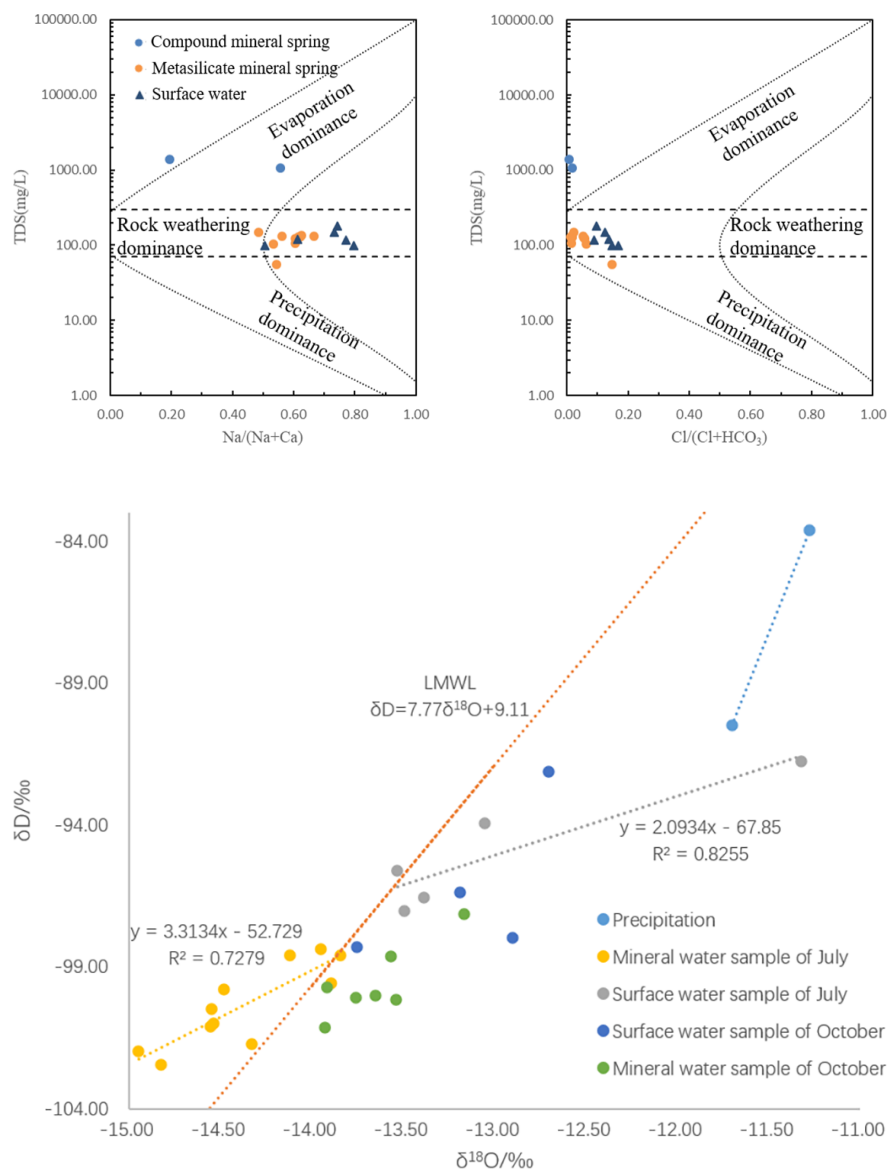 100000.00
10000.00
1000.00
100.00
10.00
1.00
TDS(mg/L)
Compound mineral spring
Metasilicate mineral spring
Surface water
Evaporation
dominance
Rock weathering
dominance
Precipitation
dominance
0.00
0.20
0.40
0.60
0.80
1.00
Na/(Na+Ca)
100000.00
10000.00
1000.00
100.00
10.00
1.00
TDS(mg/L)
Evaporation
dominance
Rock weathering
dominance
Precipitation
dominance
0.00
0.20
0.40
0.60
0.80
1.00
Cl/(Cl+HCO₃)
-84.00
-89.00
-94.00
-99.00
-104.00
δD/‰
LMWL
δD=7.77δ¹⁸O+9.11
y = 2.0934x - 67.85
R² = 0.8255
y = 3.3134x - 52.729
R² = 0.7279
Precipitation
Mineral water sample of July
Surface water sample of July
Surface water sample of October
Mineral water sample of October
-15.00
-14.50
-14.00
-13.50
-13.00
-12.50
-12.00
-11.50
-11.00
δ¹⁸O/‰